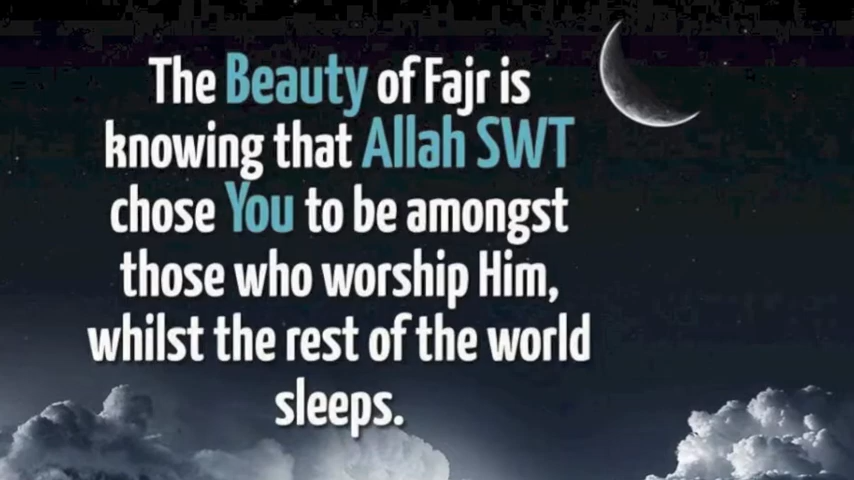 The Beauty of Fajr is
knowing that Allah SWT
chose You to be amongst
those who worship Him,
whilst the rest of the world
sleeps.